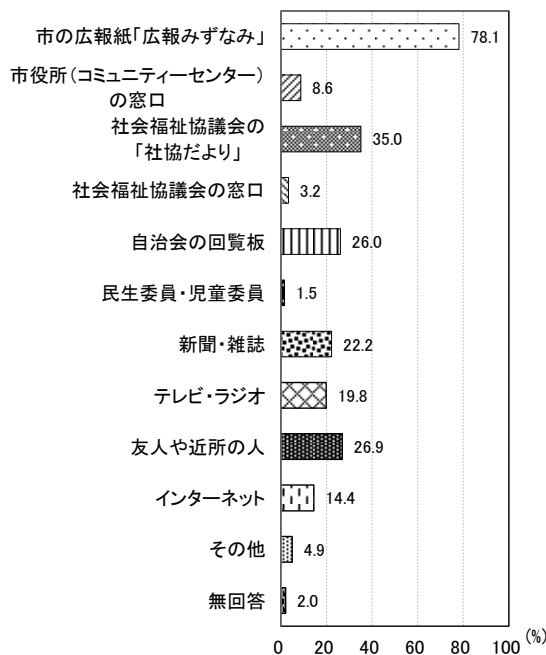 市の広報紙「広報みずなみ」
78.1
市役所(コミュニティーセンター)
の窓口
8.6
社会福祉協議会の
「社協だより」
35.0
社会福祉協議会の窓口
3.2
自治会の回覧板
26.0
民生委員・児童委員
1.5
新聞・雑誌
22.2
テレビ・ラジオ
19.8
友人や近所の人
26.9
インターネット
14.4
その他
4.9
無回答
2.0
0 20 40 60 80 100 (%)